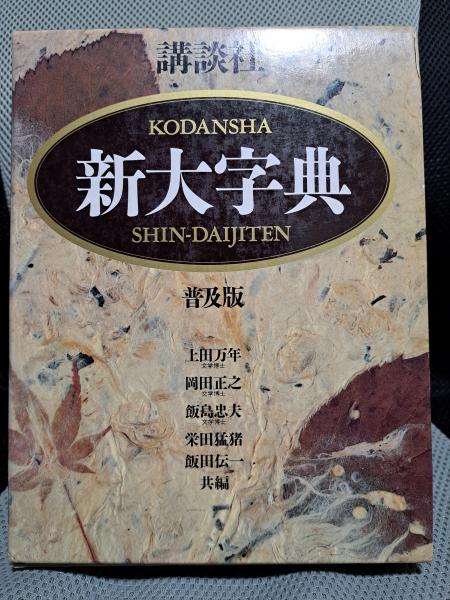 講談社
KODANSHA
新大字典
SHIN-DAIJITEN
普及版
上田万年
文学博士
岡田正之
文学博士
飯島忠夫
文学博士
栄田猛猪
飯田伝一
共編